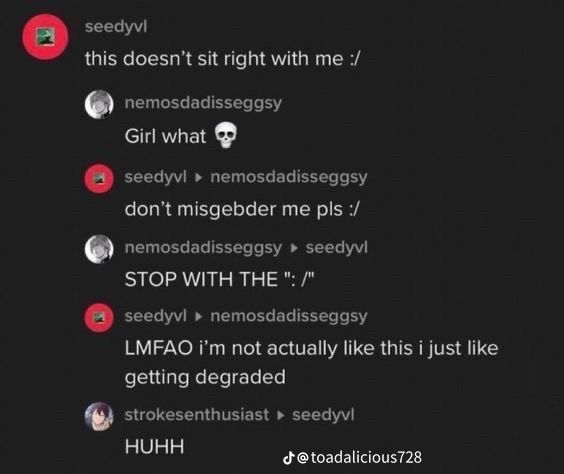 seedyvl
this doesn't sit right with me :/
nemosdadisseggsy
Girl what 💀
seedyvl ▸ nemosdadisseggsy
don't misgebder me pls :/
nemosdadisseggsy ▸ seedyvl
STOP WITH THE ": /"
seedyvl ▸ nemosdadisseggsy
LMFAO i'm not actually like this i just like
getting degraded
strokesenthusiast ▸ seedyvl
HUHH
@toadalicious728